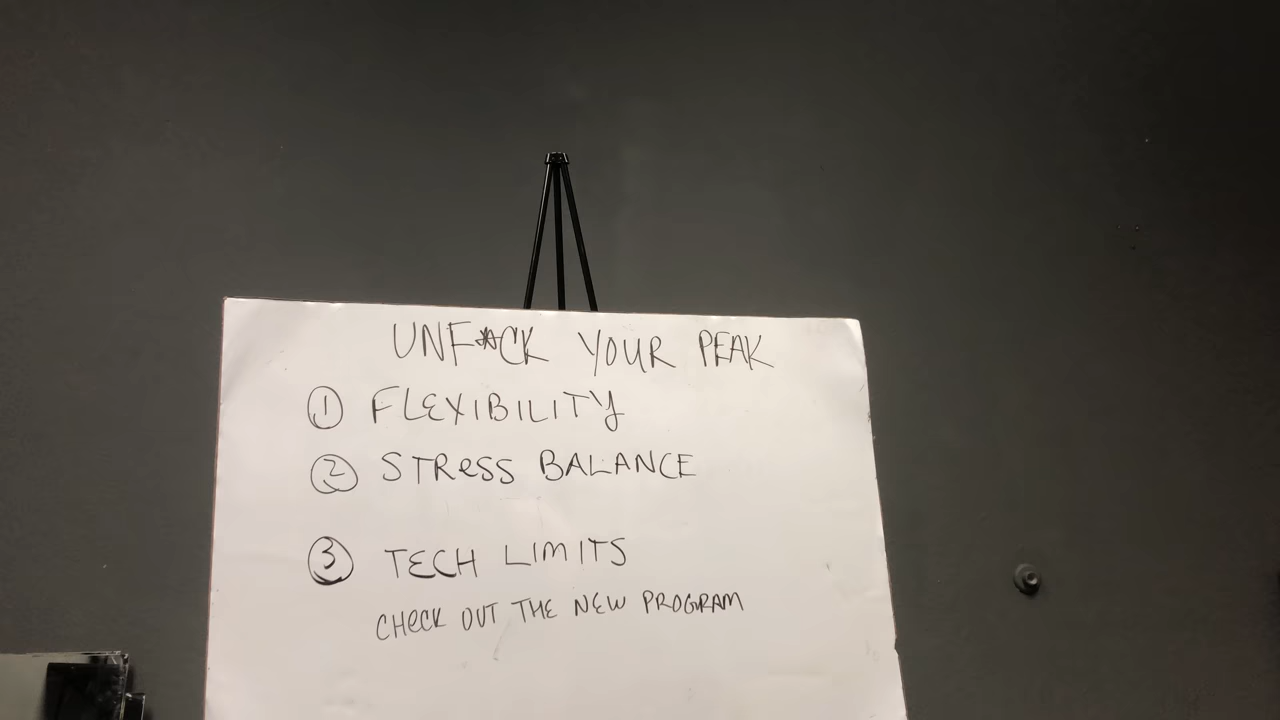 UNF*CK YOUR PEAK
① FLEXIBILITY
② STRESS BALANCE
③ TECH LIMITS
CHECK OUT THE NEW PROGRAM